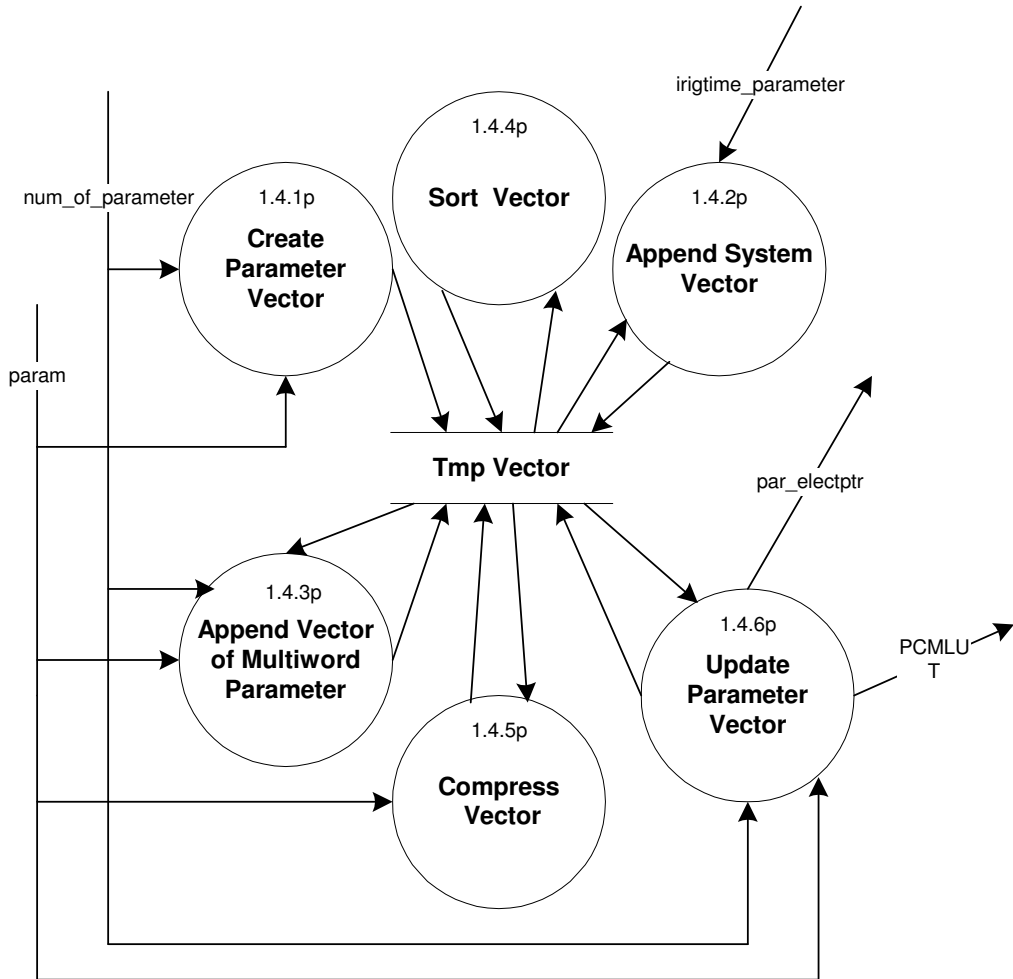 irigtime_parameter
1.4.4p
Sort Vector
num_of_parameter
1.4.1p
Create
Parameter
Vector
1.4.2p
Append System
Vector
param
Tmp Vector
par_electptr
1.4.3p
Append Vector
of Multiword
Parameter
1.4.6p
Update
Parameter
Vector
PCMLU
T
1.4.5p
Compress
Vector